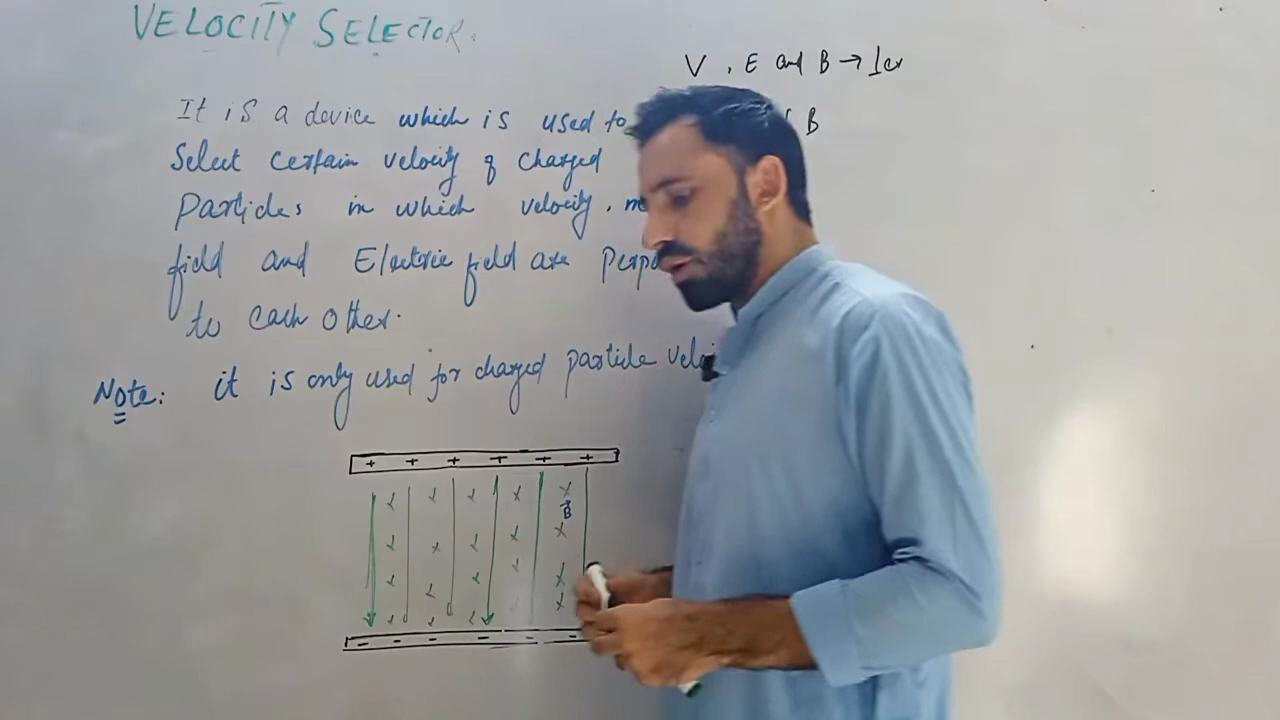 VELOCITY SELECTOR.
V, E and B →
B
It is a device which is used to
Select certain velocity of charged
Particles in which velocity.
field and Electric field are
to each other.
Note: it is only used for charged particle
+ + + + + +
B
- - - - - -